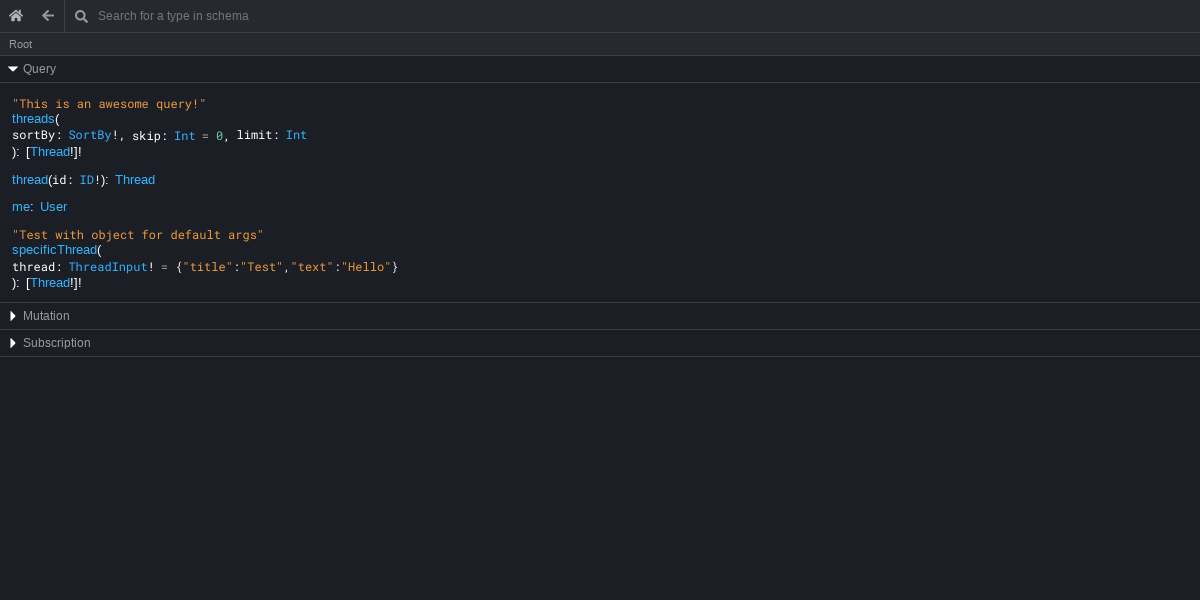 Search for a type in schema
Root
Query
"This is an awesome query!"
threads(
sortBy: SortBy!, skip: Int = 0, limit: Int
): [Thread!]!
thread(id: ID!): Thread
me: User
"Test with object for default args"
specificThread(
thread: ThreadInput! = {"title":"Test","text":"Hello"}
): [Thread!]!
Mutation
Subscription